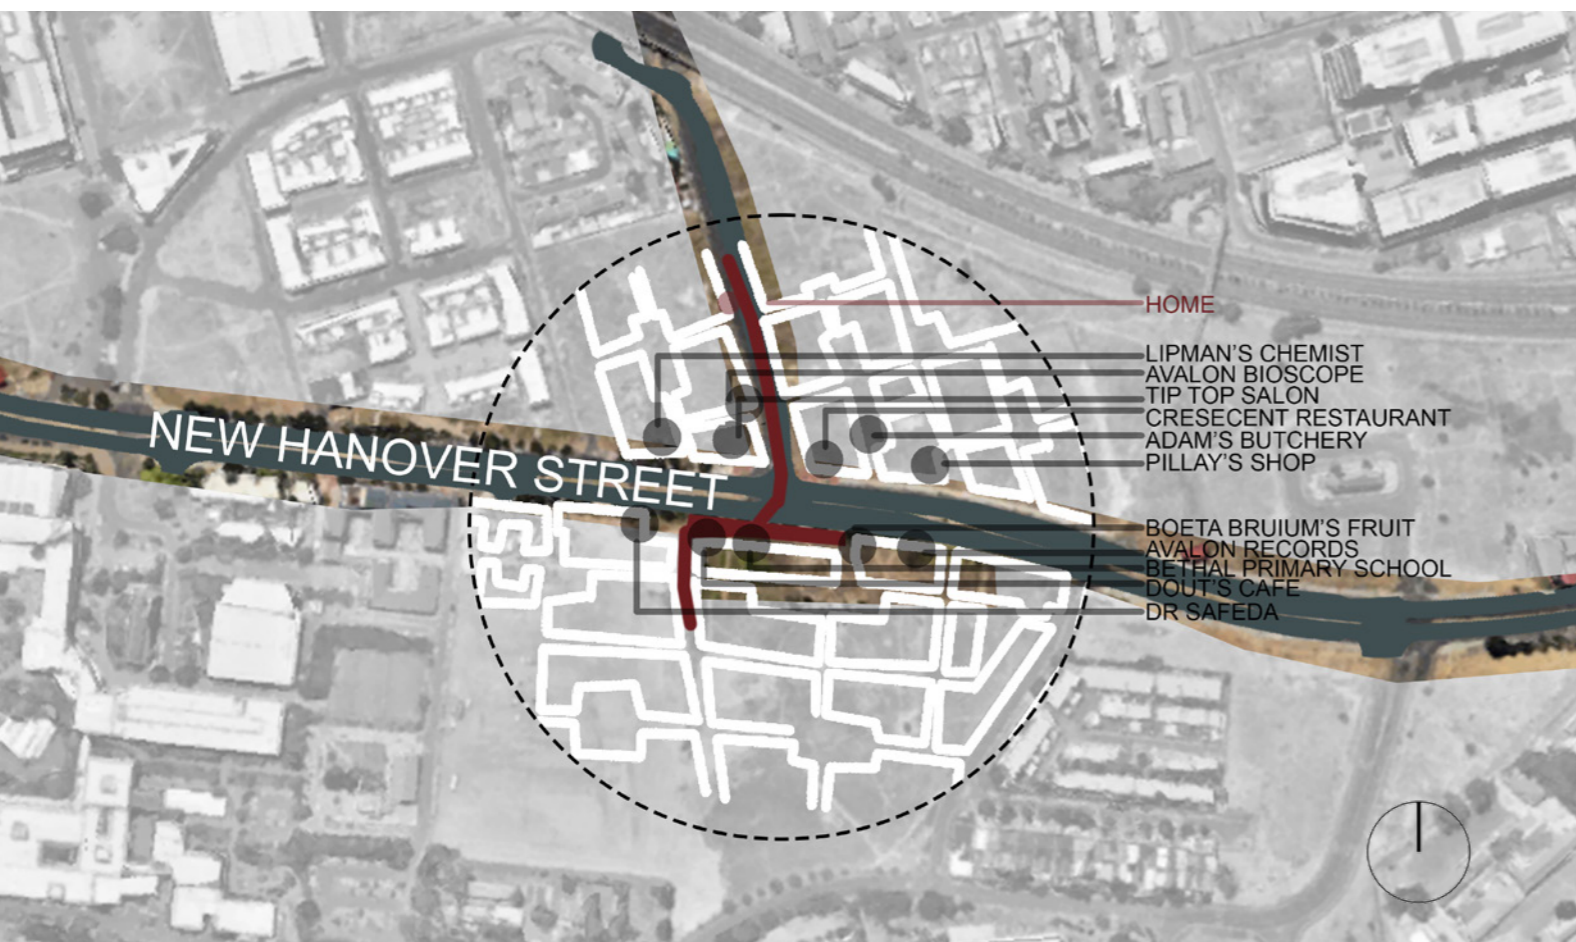 HOME
LIPMAN'S CHEMIST
AVALON BIOSCOPE
TIP TOP SALON
CRESECENT RESTAURANT
ADAM'S BUTCHERY
PILLAY'S SHOP
NEW HANOVER STREET
BOETA BRUIUM'S FRUIT
AVALON RECORDS
BETHAL PRIMARY SCHOOL
DOUT'S CAFE
DR SAFEDA